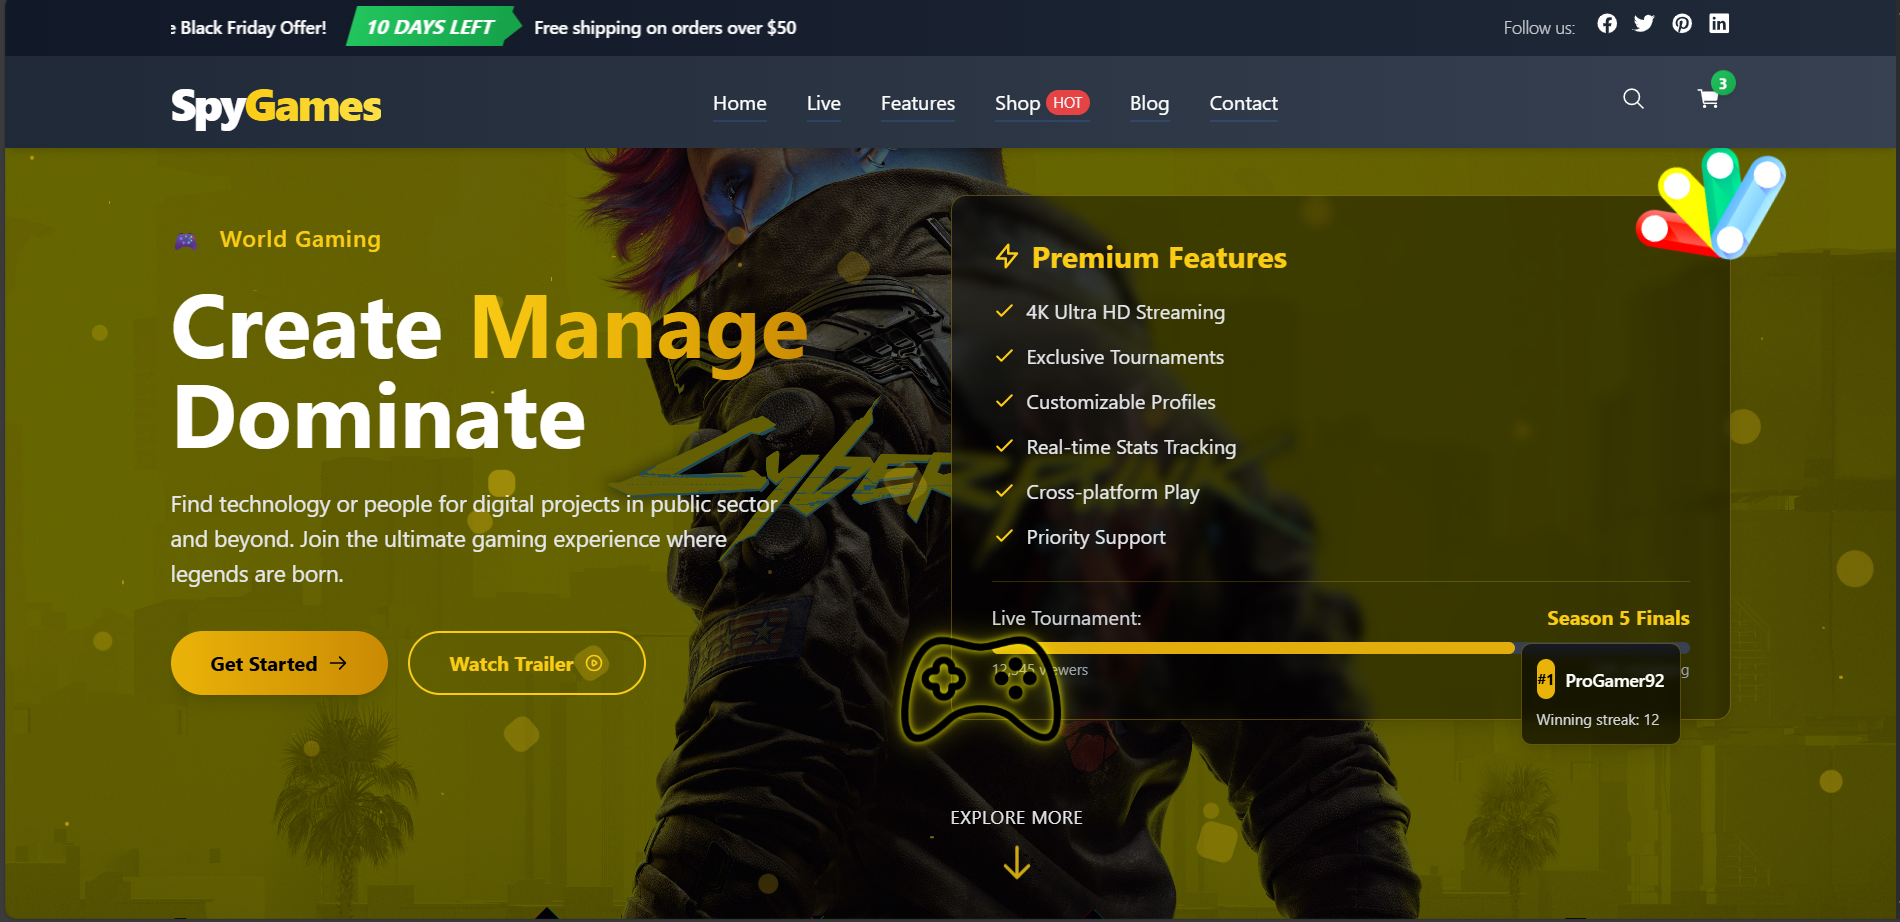 Black Friday Offer!
10 DAYS LEFT
Free shipping on orders over $50
Follow us:
SpyGames
Home
Live
Features
Shop HOT
Blog
Contact
3
World Gaming
Create Manage
Dominate
Find technology or people for digital projects in public sector
and beyond. Join the ultimate gaming experience where
legends are born.
Get Started
Watch Trailer
Premium Features
4K Ultra HD Streaming
Exclusive Tournaments
Customizable Profiles
Real-time Stats Tracking
Cross-platform Play
Priority Support
Live Tournament:
Season 5 Finals
#1 ProGamer92
Winning streak: 12
Cyberpunk
EXPLORE MORE